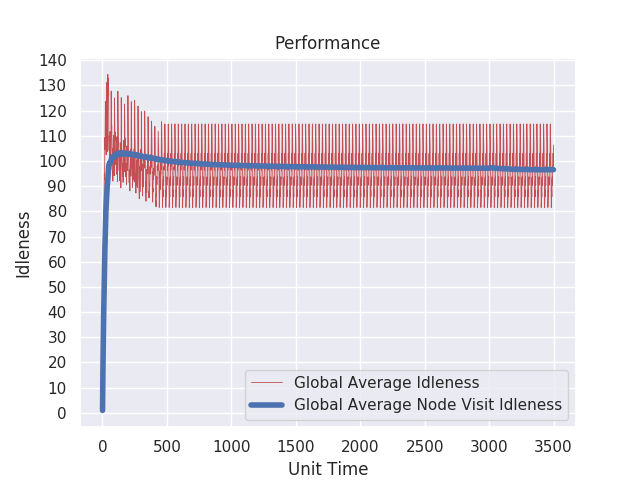 Performance
140
130
120
110
100
90
80
70
60
50
40
30
20
10
0
Idleness
Global Average Idleness
Global Average Node Visit Idleness
0 500 1000 1500 2000 2500 3000 3500
Unit Time